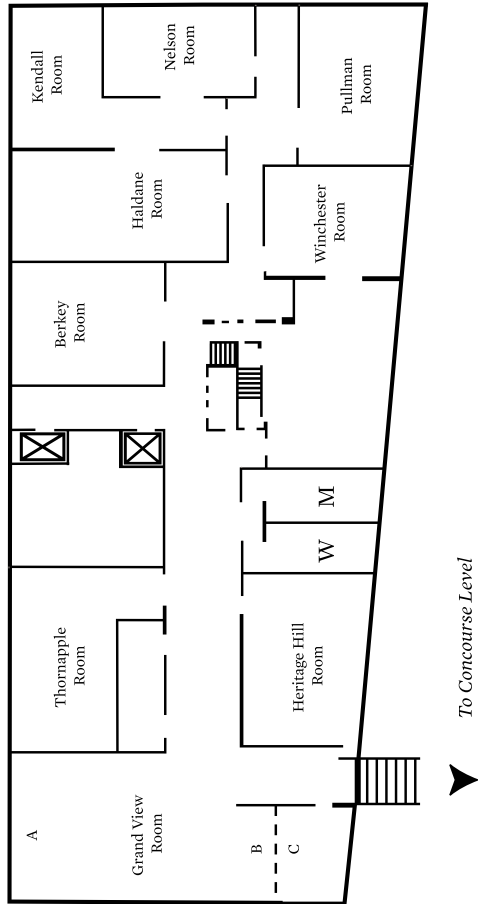 Kendall
Room
Nelson
Room
Pullman
Room
Haldane
Room
Winchester
Room
Berkey
Room
M
W
Thornapple
Room
Heritage Hill
Room
To Concourse Level
A
Grand View
Room
B
C